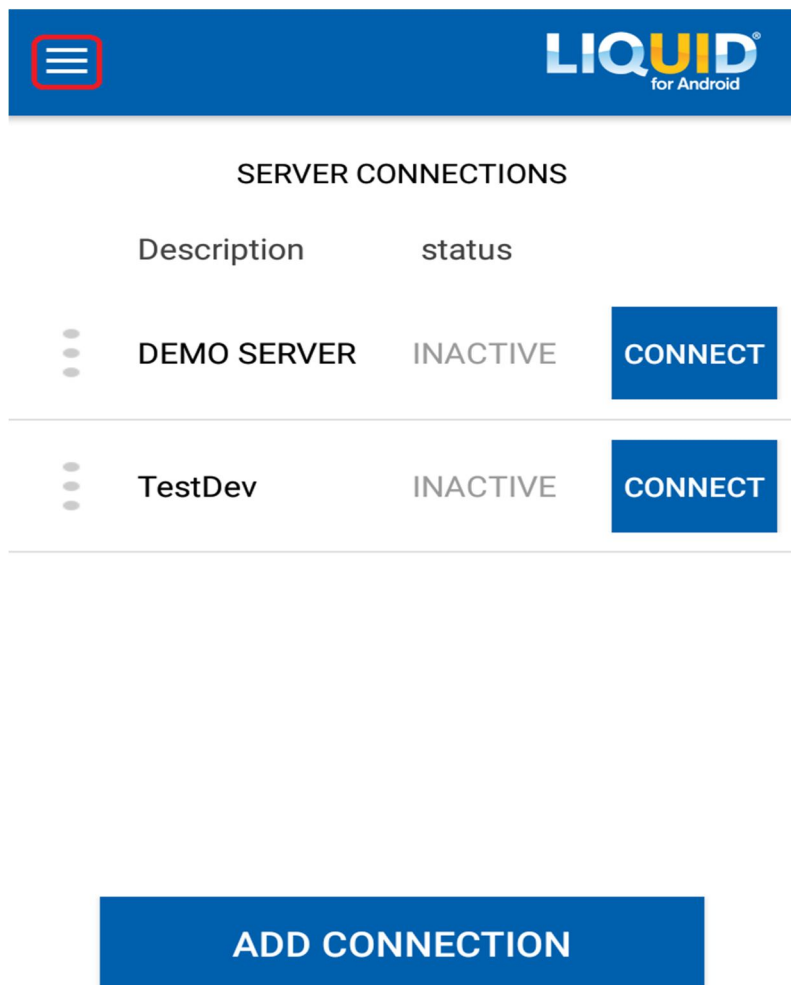 LIQUID®
for Android
SERVER CONNECTIONS
Description status
DEMO SERVER INACTIVE CONNECT
TestDev INACTIVE CONNECT
ADD CONNECTION